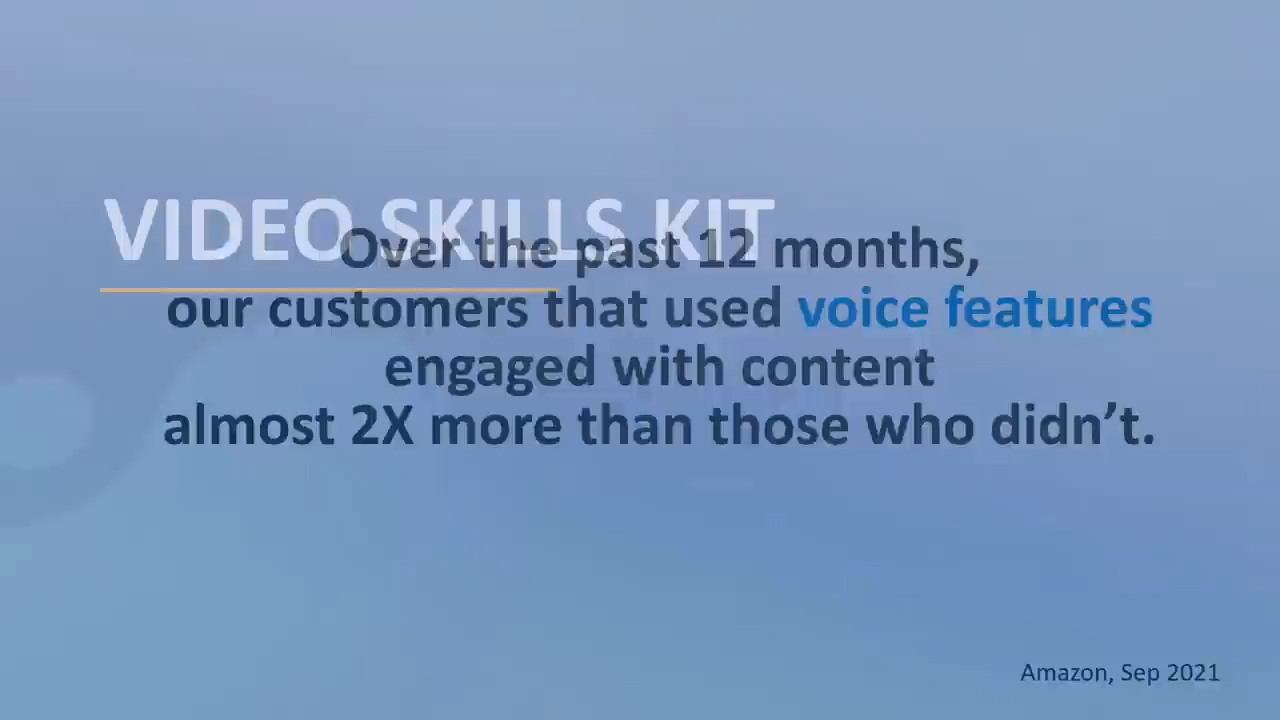 VIDEO SKILLS KIT
Over the past 12 months,
our customers that used voice features
engaged with content
almost 2X more than those who didn’t.
Amazon, Sep 2021